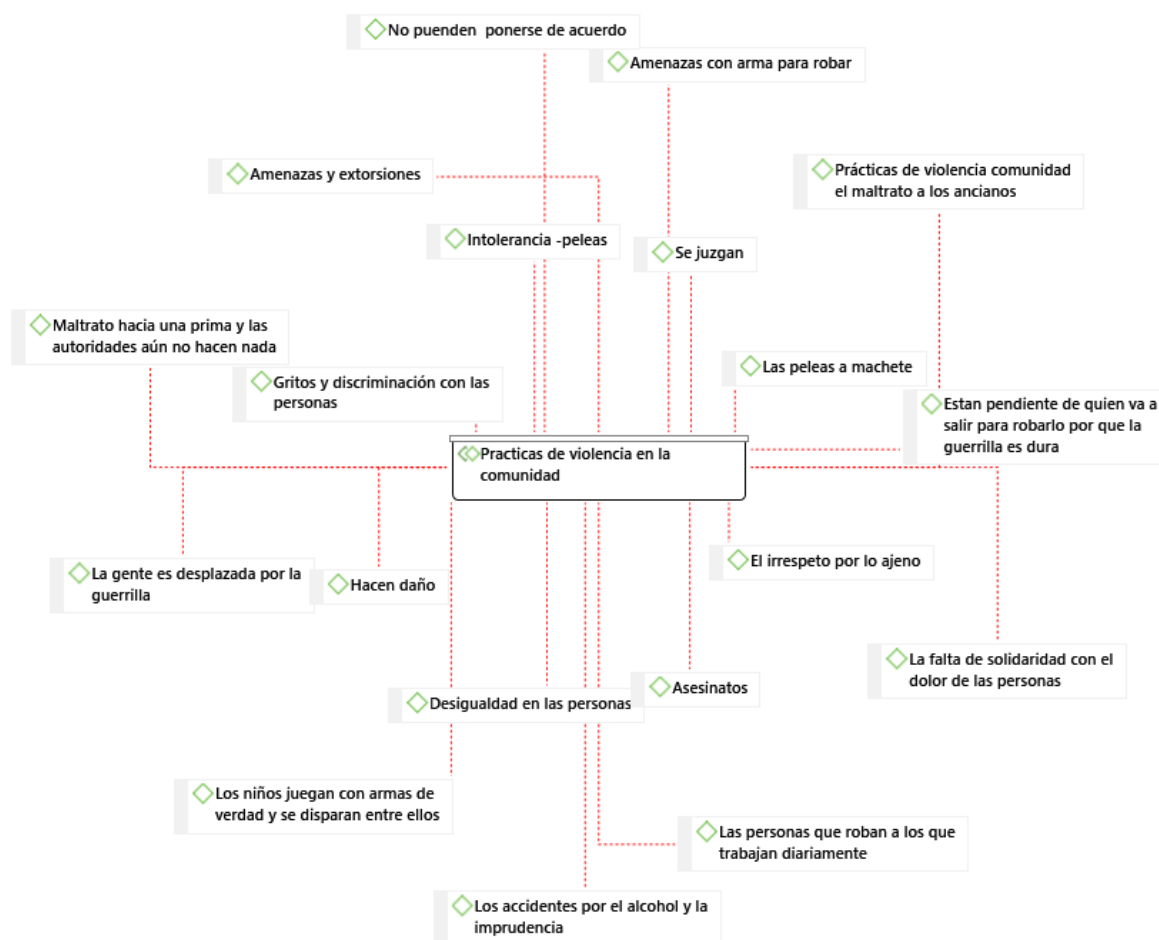 No puenden ponerse de acuerdo
Amenazas con arma para robar
Amenazas y extorsiones
Prácticas de violencia comunidad
el maltrato a los ancianos
Intolerancia -peleas
Se juzgan
Maltrato hacia una prima y las
autoridades aún no hacen nada
Gritos y discriminación con las
personas
Las peleas a machete
Estan pendiente de quien va a
salir para robarlo por que la
guerrilla es dura
Practicas de violencia en la
comunidad
La gente es desplazada por la
guerrilla
Hacen daño
El irrespeto por lo ajeno
La falta de solidaridad con el
dolor de las personas
Desigualdad en las personas
Asesinatos
Los niños juegan con armas de
verdad y se disparan entre ellos
Las personas que roban a los que
trabajan diariamente
Los accidentes por el alcohol y la
imprudencia